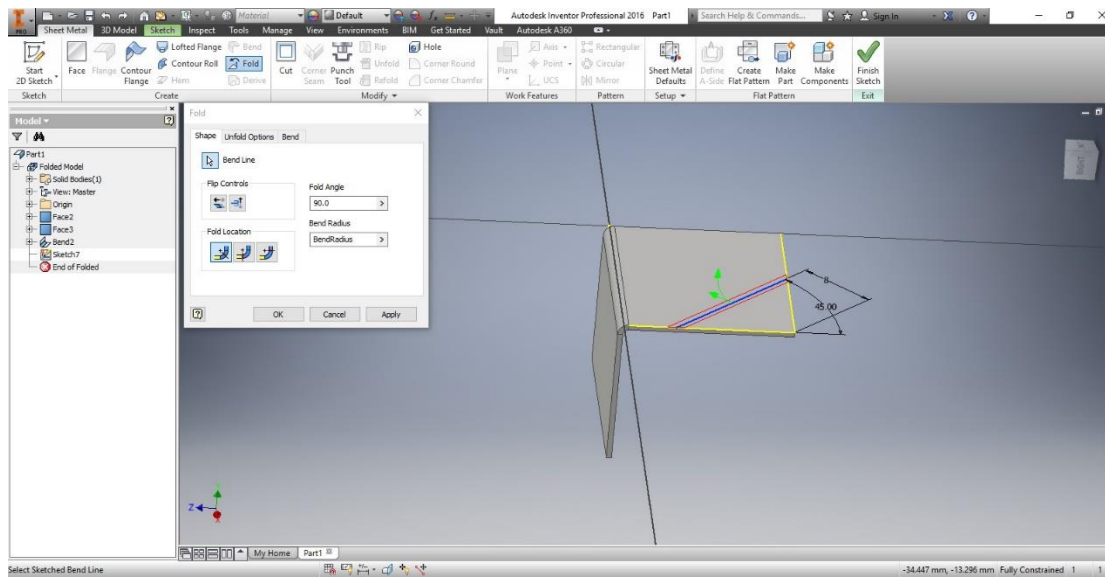 Material
Default
Autodesk Inventor Professional 2016 Part1
Search Help & Commands...
Sign In
PRO
Sheet Metal 3D Model Sketch Inspect Tools Manage View Environments BIM Get Started Vault Autodesk A360
Start
2D Sketch
Face
Flange
Contour
Flange
Lofted Flange
Contour Roll
Hem
Bend
Fold
Derive
Cut
Corner
Seam
Punch
Tool
Rip
Unfold
Refold
Hole
Corner Round
Corner Chamfer
Plane
Axis
Point
UCS
Rectangular
Circular
Mirror
Sheet Metal
Defaults
Define
A-Side
Create
Flat Pattern
Make
Part
Make
Components
Finish
Sketch
Sketch Create Modify Work Features Pattern Setup Flat Pattern Exit
Model
Part1
Folded Model
Solid Bodies(1)
View: Master
Origin
Face2
Face3
Bend2
Sketch7
End of Folded
Fold
Shape Unfold Options Bend
Bend Line
Flip Controls
Fold Location
Fold Angle
90.0
Bend Radius
BendRadius
OK Cancel Apply
RIGHT
8
45.00
Y
Z
X
My Home Part1
Select Sketched Bend Line
-34.447 mm, -13.296 mm Fully Constrained 1 1